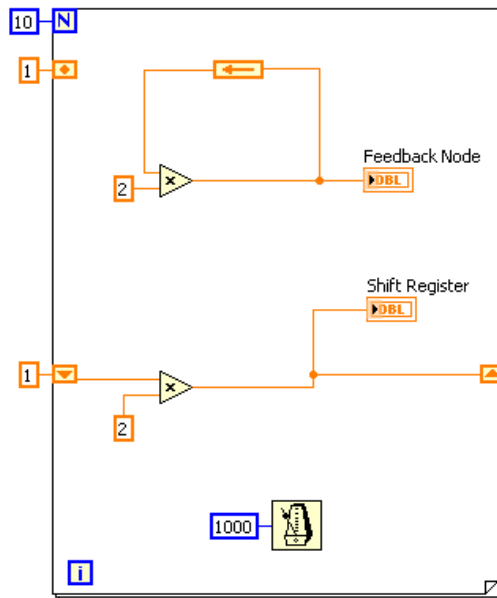 10 N
1
Feedback Node
2
DBL
Shift Register
DBL
1
2
1000
i